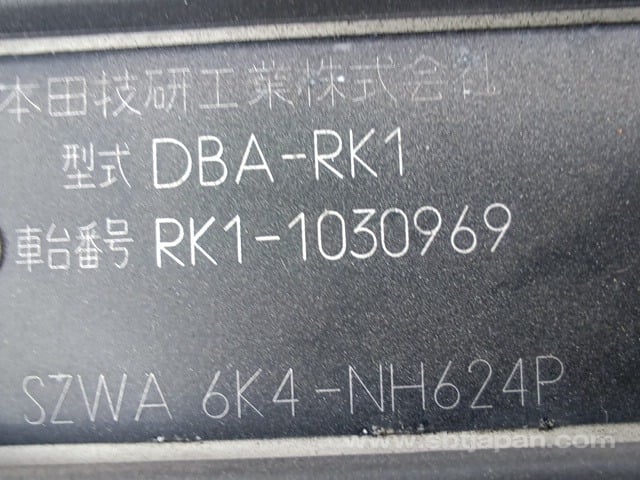 本田技研工業株式会社
型式 DBA-RK1
車台番号 RK1-1030969
SZWA 6K4-NH624P
www.sbtjapan.com